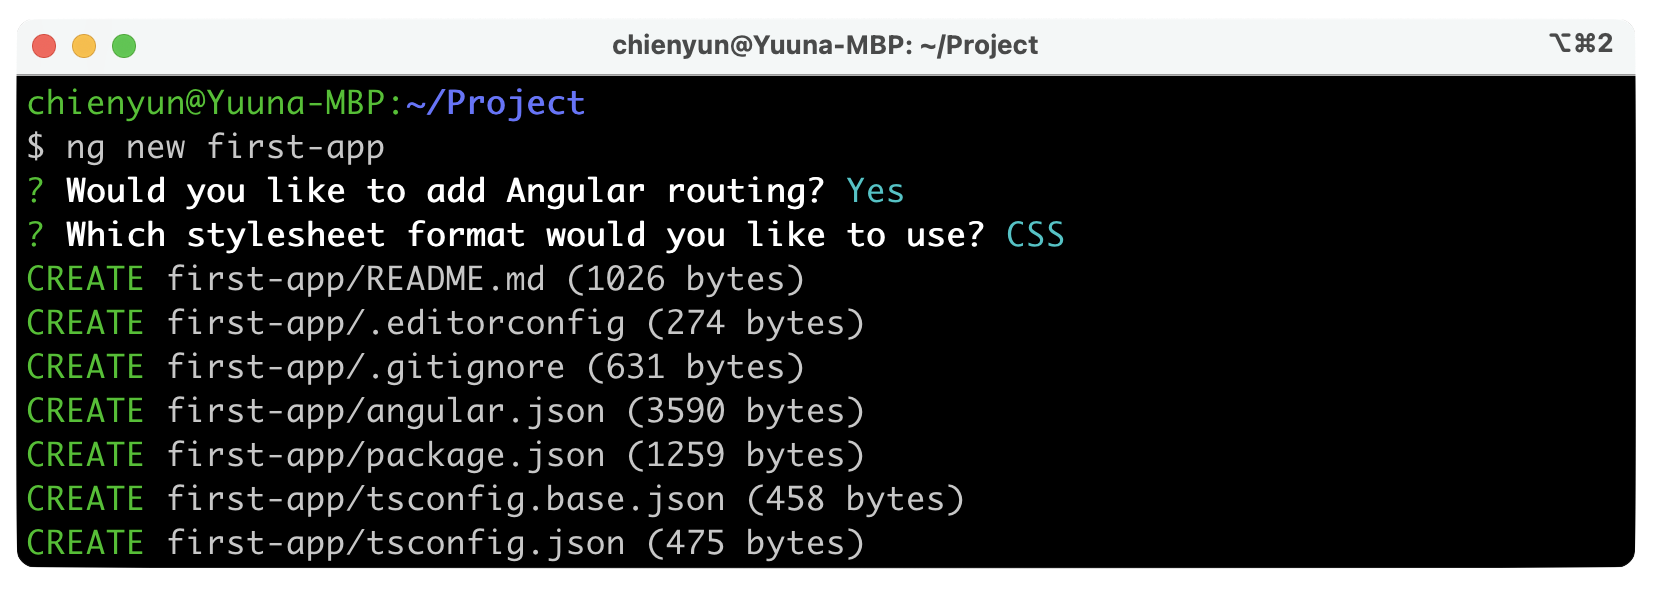 chienyun@Yuuna-MBP: ~/Project
⌥⌘2
chienyun@Yuuna-MBP:~/Project
$ ng new first-app
? Would you like to add Angular routing? Yes
? Which stylesheet format would you like to use? CSS
CREATE first-app/README.md (1026 bytes)
CREATE first-app/.editorconfig (274 bytes)
CREATE first-app/.gitignore (631 bytes)
CREATE first-app/angular.json (3590 bytes)
CREATE first-app/package.json (1259 bytes)
CREATE first-app/tsconfig.base.json (458 bytes)
CREATE first-app/tsconfig.json (475 bytes)